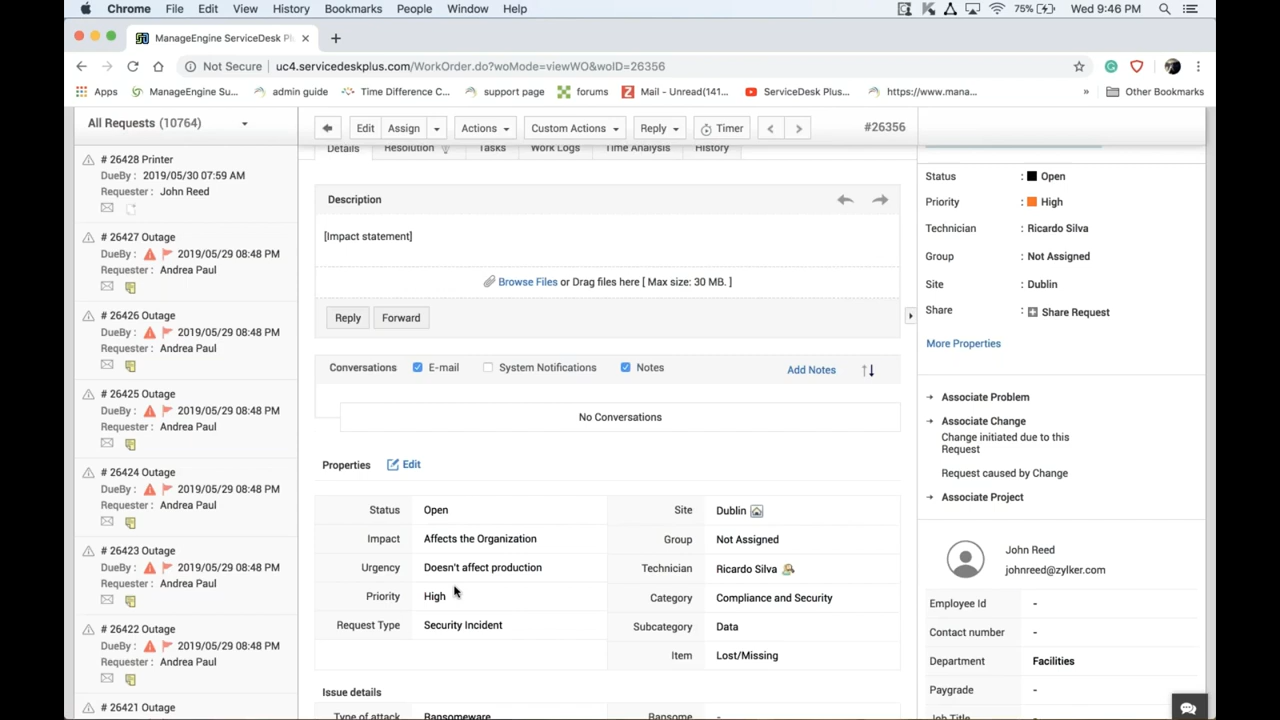 Chrome File Edit View History Bookmarks People Window Help 75% Wed 9:46 PM
ManageEngine ServiceDesk Pl
Not Secure uc4.servicedeskplus.com/WorkOrder.do?woMode=viewWO&woID=26356
Apps ManageEngine Su... admin guide Time Difference C... support page forums Mail - Unread(141... ServiceDesk Plus... https://www.mana... » Other Bookmarks
All Requests (10764)
# 26428 Printer
DueBy : 2019/05/30 07:59 AM
Requester : John Reed
# 26427 Outage
DueBy : 2019/05/29 08:48 PM
Requester : Andrea Paul
# 26426 Outage
DueBy : 2019/05/29 08:48 PM
Requester : Andrea Paul
# 26425 Outage
DueBy : 2019/05/29 08:48 PM
Requester : Andrea Paul
# 26424 Outage
DueBy : 2019/05/29 08:48 PM
Requester : Andrea Paul
# 26423 Outage
DueBy : 2019/05/29 08:48 PM
Requester : Andrea Paul
# 26422 Outage
DueBy : 2019/05/29 08:48 PM
Requester : Andrea Paul
# 26421 Outage
Edit Assign Actions Custom Actions Reply Timer #26356
Details Resolution Tasks Work Logs Time Analysis History
Description
[Impact statement]
Browse Files or Drag files here [ Max size: 30 MB. ]
Reply Forward
Conversations E-mail System Notifications Notes Add Notes
No Conversations
Properties Edit
Status Open Site Dublin
Impact Affects the Organization Group Not Assigned
Urgency Doesn't affect production Technician Ricardo Silva
Priority High Category Compliance and Security
Request Type Security Incident Subcategory Data
Item Lost/Missing
Issue details
Type of attack Ransomeware Ransome -
Status : Open
Priority : High
Technician : Ricardo Silva
Group : Not Assigned
Site : Dublin
Share : Share Request
More Properties
Associate Problem
Associate Change
Change initiated due to this
Request
Request caused by Change
Associate Project
John Reed
johnreed@zylker.com
Employee Id -
Contact number -
Department Facilities
Paygrade -
Job Title -